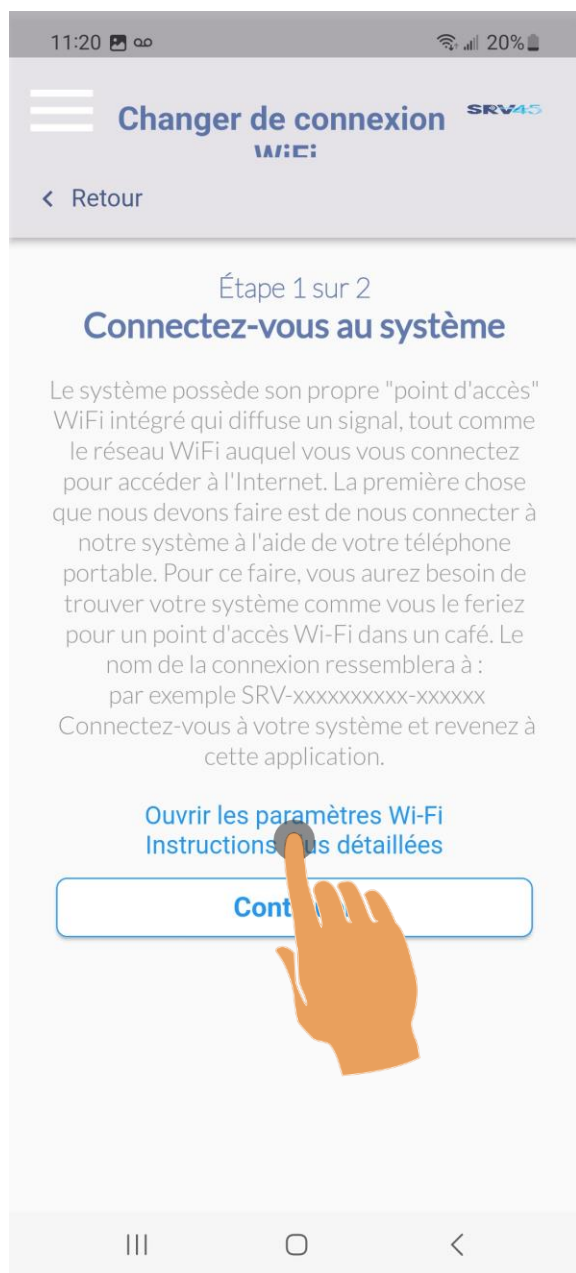 11:20 20%
Changer de connexion SRV45
WiFi
< Retour
Étape 1 sur 2
Connectez-vous au système
Le système possède son propre "point d'accès"
WiFi intégré qui diffuse un signal, tout comme
le réseau WiFi auquel vous vous connectez
pour accéder à l'Internet. La première chose
que nous devons faire est de nous connecter à
notre système à l'aide de votre téléphone
portable. Pour ce faire, vous aurez besoin de
trouver votre système comme vous le feriez
pour un point d'accès Wi-Fi dans un café. Le
nom de la connexion ressemblera à :
par exemple SRV-xxxxxxxxxx-xxxxxx
Connectez-vous à votre système et revenez à
cette application.
Ouvrir les paramètres Wi-Fi
Instructions détaillées